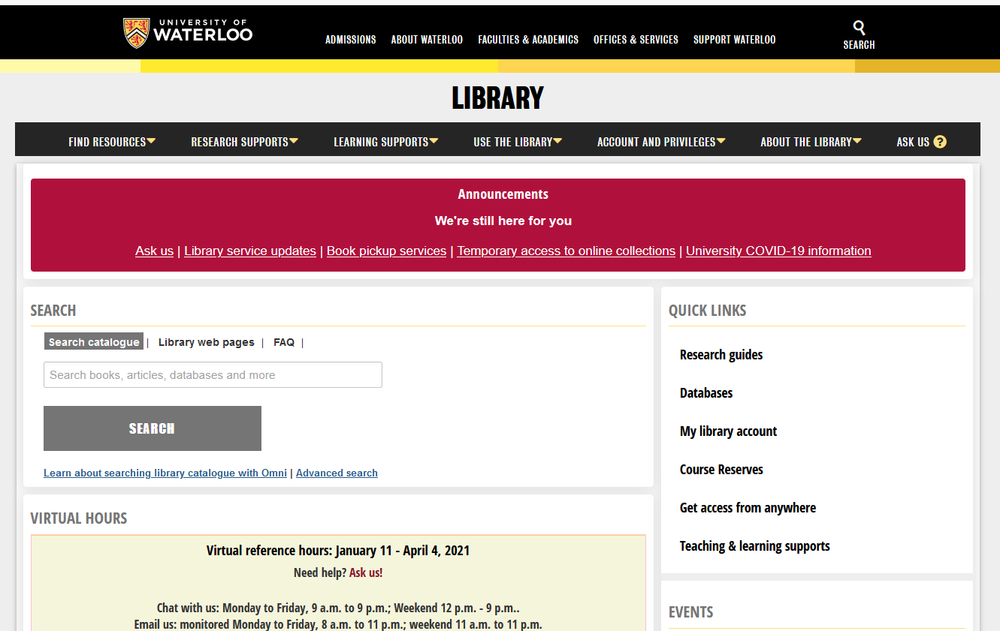 UNIVERSITY OF
WATERLOO
ADMISSIONS ABOUT WATERLOO FACULTIES & ACADEMICS OFFICES & SERVICES SUPPORT WATERLOO
SEARCH
LIBRARY
FIND RESOURCES RESEARCH SUPPORTS LEARNING SUPPORTS USE THE LIBRARY ACCOUNT AND PRIVILEGES ABOUT THE LIBRARY ASK US ?
Announcements
We're still here for you
Ask us | Library service updates | Book pickup services | Temporary access to online collections | University COVID-19 information
SEARCH
Search catalogue | Library web pages | FAQ |
Search books, articles, databases and more
SEARCH
Learn about searching library catalogue with Omni | Advanced search
VIRTUAL HOURS
Virtual reference hours: January 11 - April 4, 2021
Need help? Ask us!
Chat with us: Monday to Friday, 9 a.m. to 9 p.m.; Weekend 12 p.m. - 9 p.m..
Email us: monitored Monday to Friday, 8 a.m. to 11 p.m.; weekend 11 a.m. to 11 p.m.
QUICK LINKS
Research guides
Databases
My library account
Course Reserves
Get access from anywhere
Teaching & learning supports
EVENTS